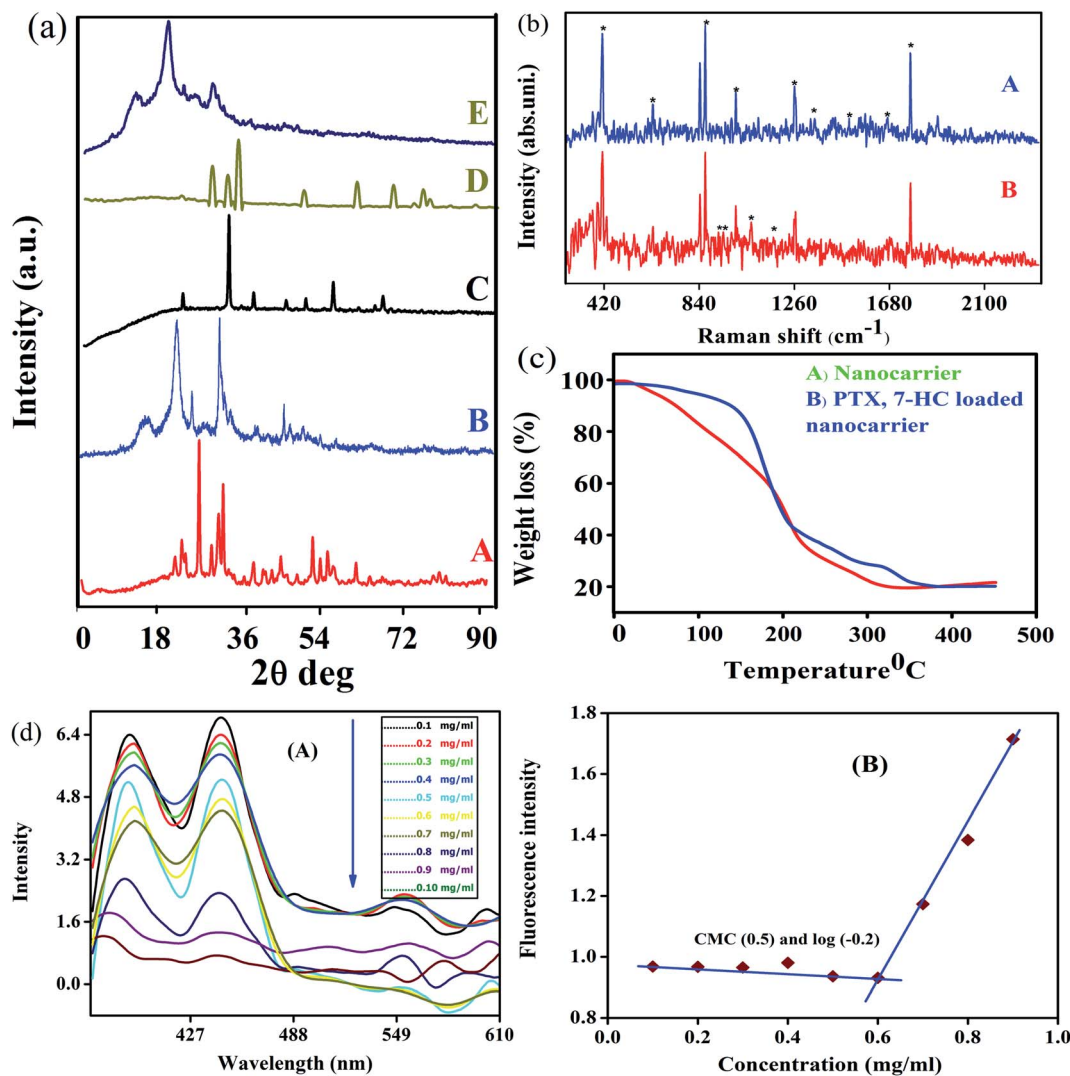 (a)
E
D
C
B
A
Intensity (a.u.)
0 18 36 54 72 90
2θ deg
(b)
A
B
Intensity (abs.uni.)
420 840 1260 1680 2100
Raman shift (cm-1)
(c)
A) Nanocarrier
B) PTX, 7-HC loaded
nanocarrier
Weight loss (%)
100
80
60
40
20
0 100 200 300 400 500
Temperature⁰C
(d)
(A)
Intensity
6.4
4.8
3.2
1.6
0.0
427 488 549 610
Wavelength (nm)
0.1 mg/ml
0.2 mg/ml
0.3 mg/ml
0.4 mg/ml
0.5 mg/ml
0.6 mg/ml
0.7 mg/ml
0.8 mg/ml
0.9 mg/ml
0.10 mg/ml
(B)
Fluorescence intensity
1.8
1.6
1.4
1.2
1.0
0.8
CMC (0.5) and log (-0.2)
0.0 0.2 0.4 0.6 0.8 1.0
Concentration (mg/ml)